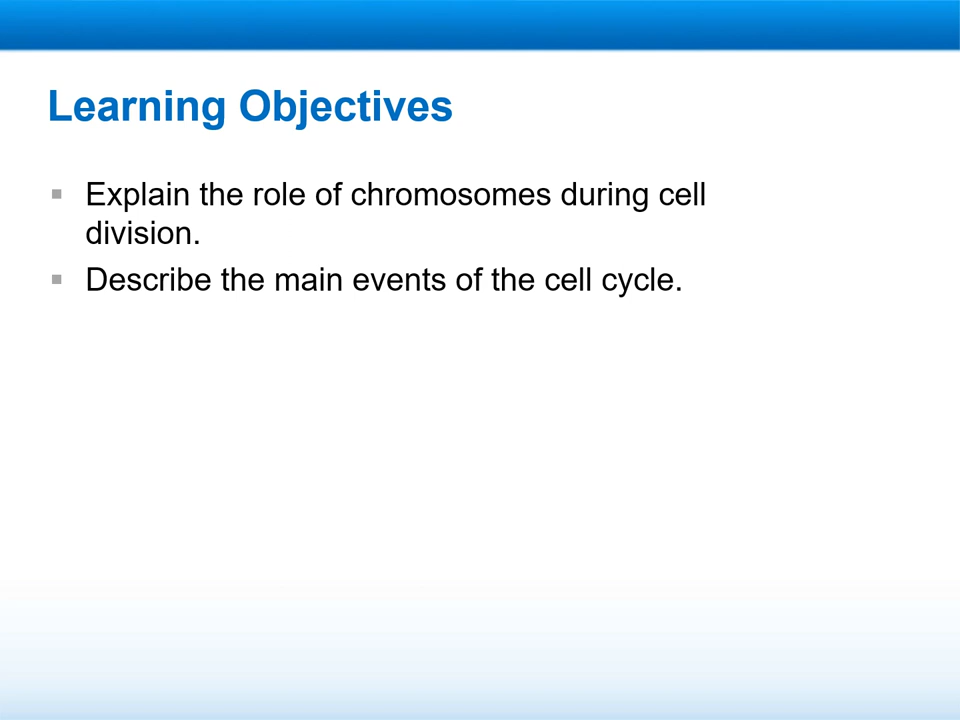 Learning Objectives
Explain the role of chromosomes during cell
division.
Describe the main events of the cell cycle.